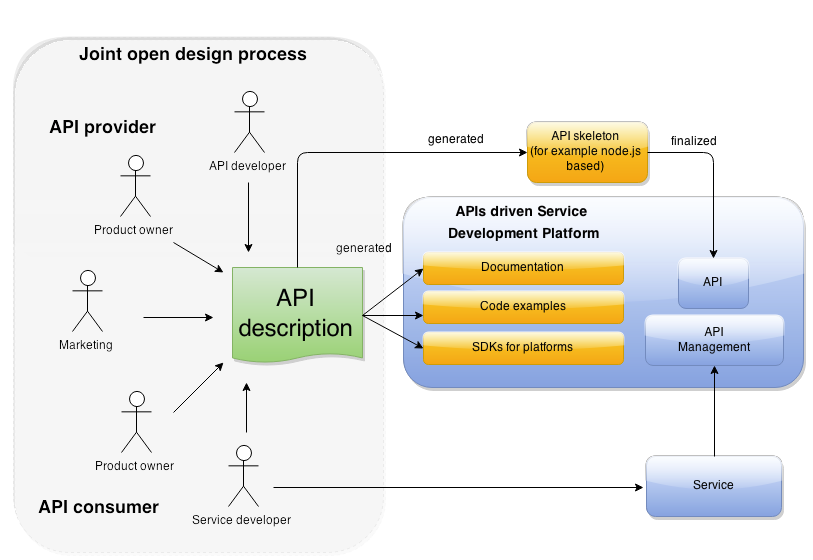 Joint open design process
API provider
API developer
Product owner
Marketing
Product owner
API consumer
Service developer
API
description
generated
generated
API skeleton
(for example node.js
based)
finalized
APIs driven Service
Development Platform
Documentation
Code examples
SDKs for platforms
API
API
Management
Service